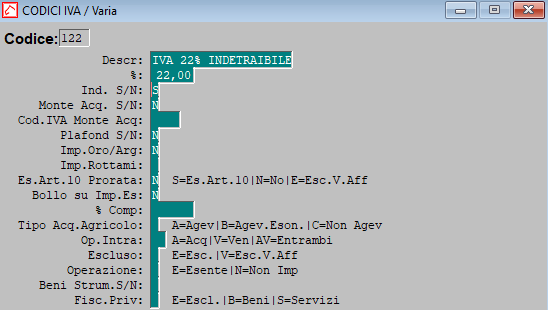 CODICI IVA / Varia
Codice: 122
Descr: IVA 22% INDETRAIBILE
%: 22,00
Ind. S/N: S
Monte Acq. S/N: N
Cod.IVA Monte Acq:
Plafond S/N: N
Imp.Oro/Arg: N
Imp.Rottami:
Es.Art.10 Prorata: N S=Es.Art.10|N=No|E=Esc.V.Aff
Bollo su Imp.Es: N
% Comp:
Tipo Acq.Agricolo: A=Agev|B=Agev.Eson.|C=Non Agev
Op.Intra: A=Acq|V=Ven|AV=Entrambi
Escluso: E=Esc.|V=Esc.V.Aff
Operazione: E=Esente|N=Non Imp
Beni Strum.S/N:
Fisc.Priv: E=Escl.|B=Beni|S=Servizi